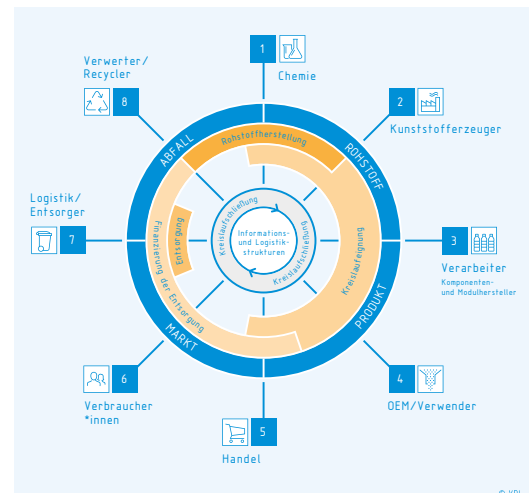 1
Chemie
Verwerter/
Recycler
8
2
Kunststofferzeuger
ABFALL
Rohstoffherstellung
ROHSTOFF
Logistik/
Entsorger
7
Finanzierung der Entsorgung
Entsorgung
Kreislaufschließung
Informations-
und Logistik-
strukturen
Kreislaufschließung
Kreislaufeignung
3
Verarbeiter
Komponenten-
und Modulhersteller
MARKT
PRODUKT
6
Verbraucher
*innen
4
OEM/Verwender
5
Handel